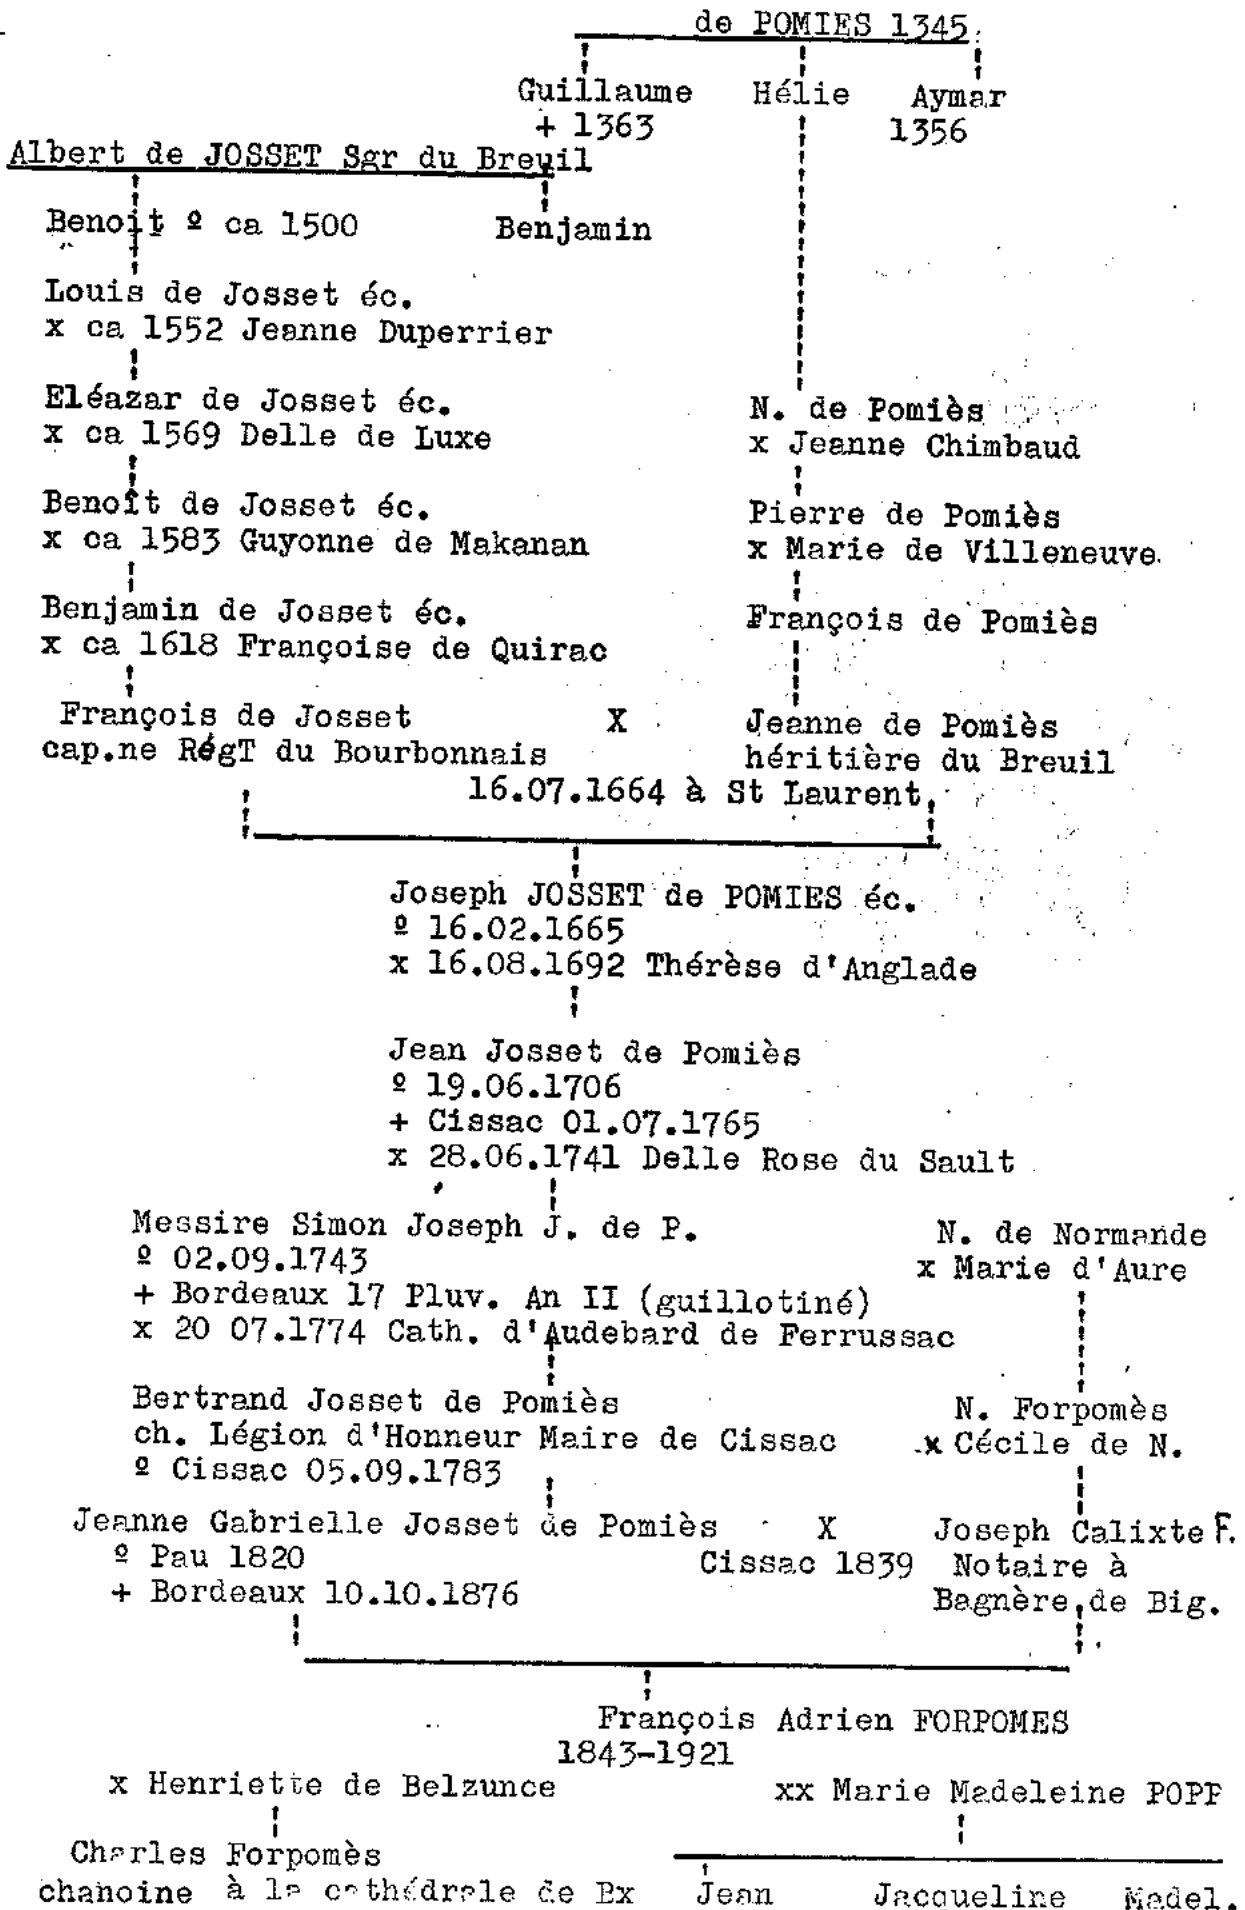 de POMIES 1345
Guillaume Hélie Aymar
+ 1363 1356
Albert de JOSSET Sgr du Breuil
Benoit º ca 1500 Benjamin
Louis de Josset éc.
x ca 1552 Jeanne Duperrier
Eléazar de Josset éc.
x ca 1569 Delle de Luxe
N. de Pomiès
x Jeanne Chimbaud
Benoît de Josset éc.
x ca 1583 Guyonne de Makanan
Pierre de Pomiès
x Marie de Villeneuve
Benjamin de Josset éc.
x ca 1618 Françoise de Quirac
François de Pomiès
François de Josset X Jeanne de Pomiès
cap.ne RégT du Bourbonnais héritière du Breuil
16.07.1664 à St Laurent
Joseph JOSSET de POMIES éc.
º 16.02.1665
x 16.08.1692 Thérèse d'Anglade
Jean Josset de Pomiès
º 19.06.1706
+ Cissac 01.07.1765
x 28.06.1741 Delle Rose du Sault
Messire Simon Joseph J. de P.
º 02.09.1743
+ Bordeaux 17 Pluv. An II (guillotiné)
x 20 07.1774 Cath. d'Audebard de Ferrussac
N. de Normande
x Marie d'Aure
Bertrand Josset de Pomiès
ch. Légion d'Honneur Maire de Cissac
º Cissac 05.09.1783
N. Forpomès
x Cécile de N.
Jeanne Gabrielle Josset de Pomiès X Joseph Calixte F.
º Pau 1820 Cissac 1839 Notaire à
+ Bordeaux 10.10.1876 Bagnère de Big.
François Adrien FORPOMES
1843-1921
x Henriette de Belzunce xx Marie Madeleine POPP
Charles Forpomès
chanoine à la cathédrale de Bx Jean Jacqueline Madel.